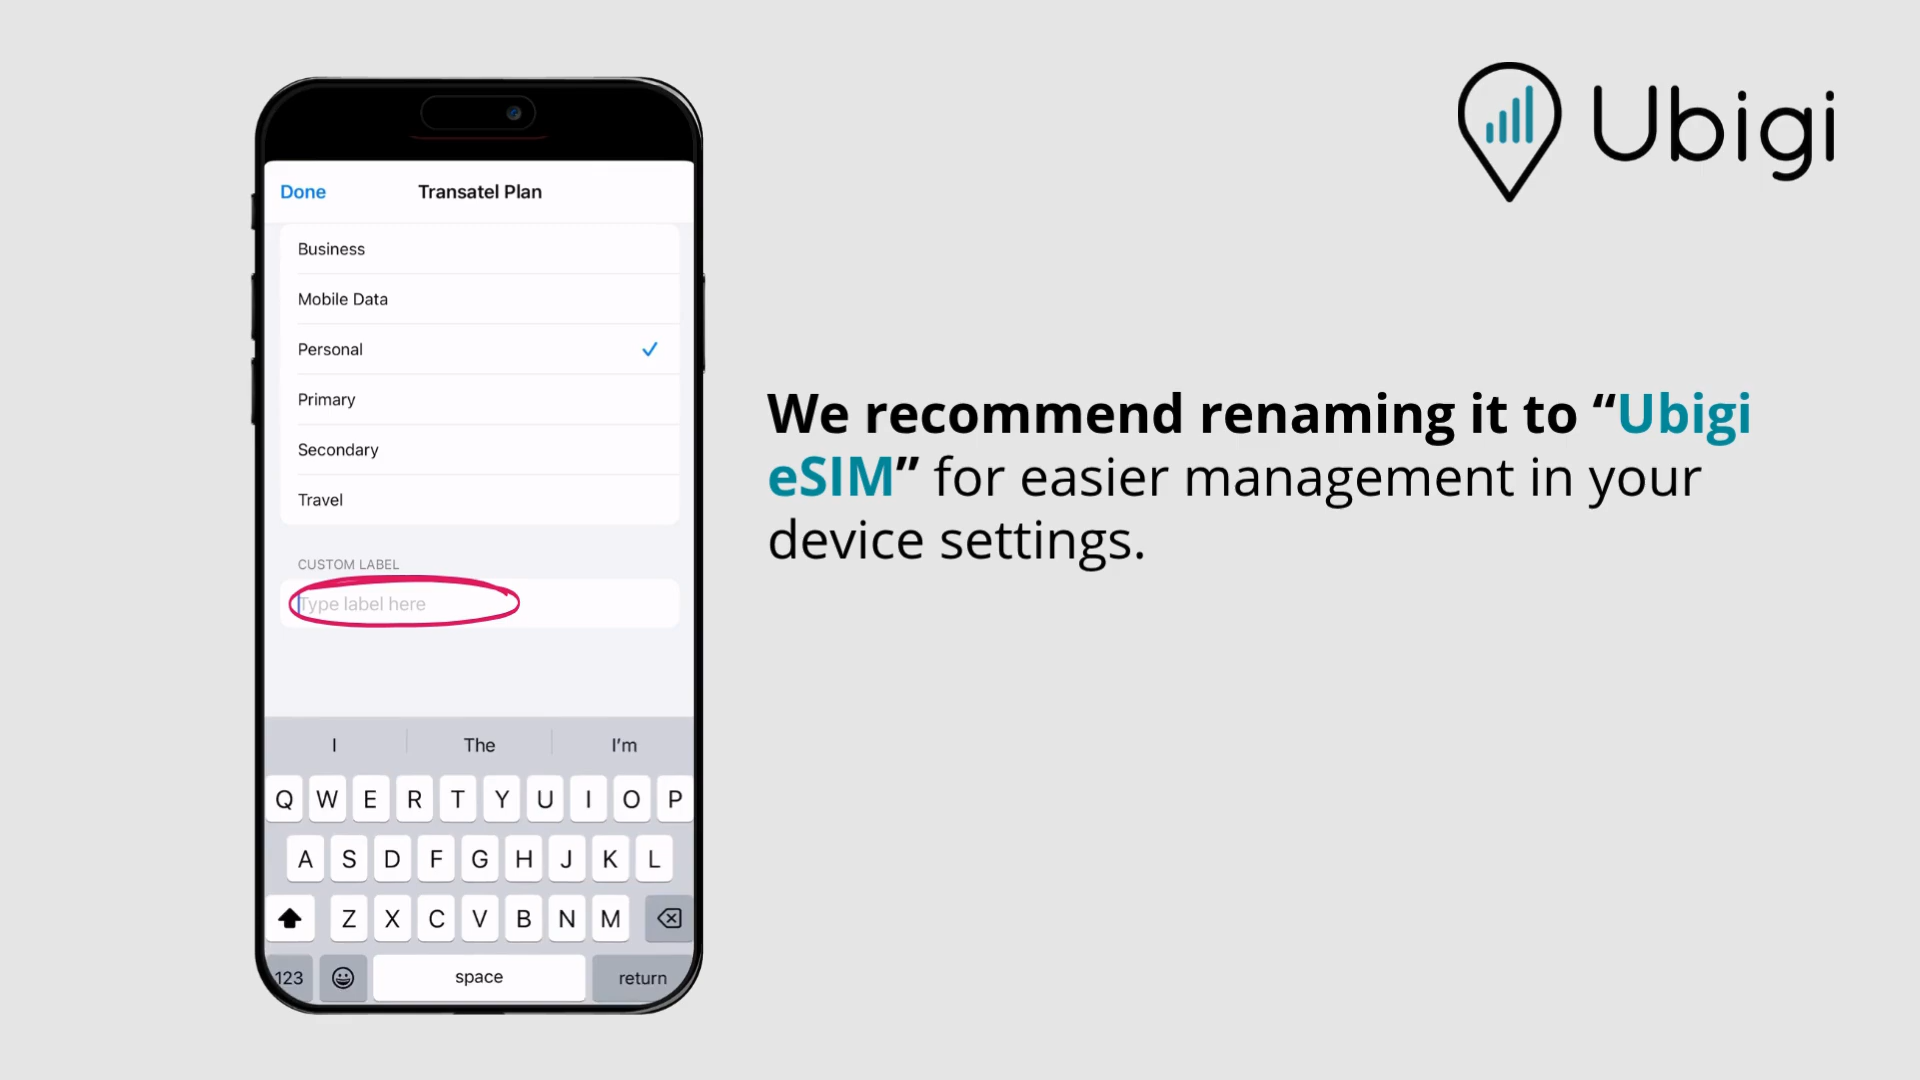 Ubigi
Done
Transatel Plan
Business
Mobile Data
Personal
Primary
Secondary
Travel
CUSTOM LABEL
Type label here
I The I’m
Q W E R T Y U I O P
A S D F G H J K L
Z X C V B N M
123 space return
We recommend renaming it to “Ubigi
eSIM” for easier management in your
device settings.